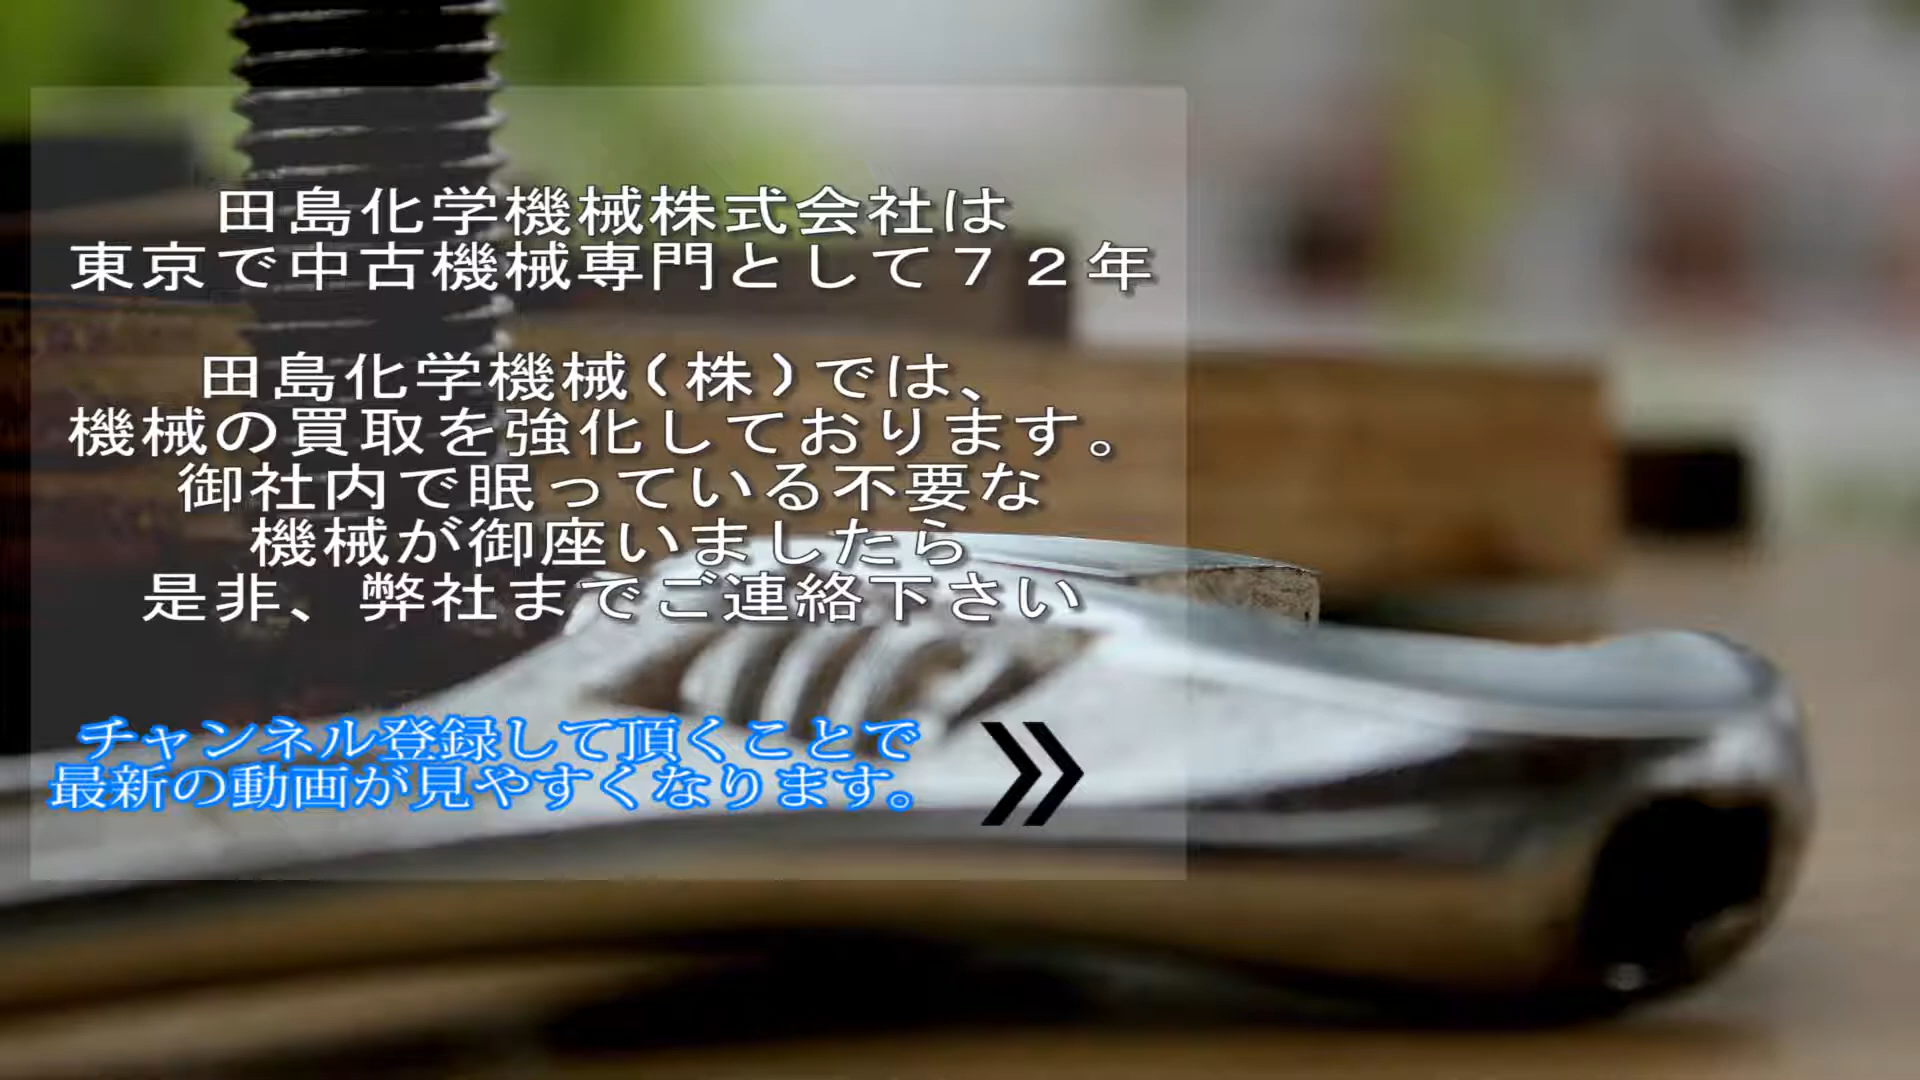 田島化学機械株式会社は
東京で中古機械専門として７２年
田島化学機械(株)では、
機械の買取を強化しております。
御社内で眠っている不要な
機械が御座いましたら
是非、弊社までご連絡下さい
チャンネル登録して頂くことで
最新の動画が見やすくなります。